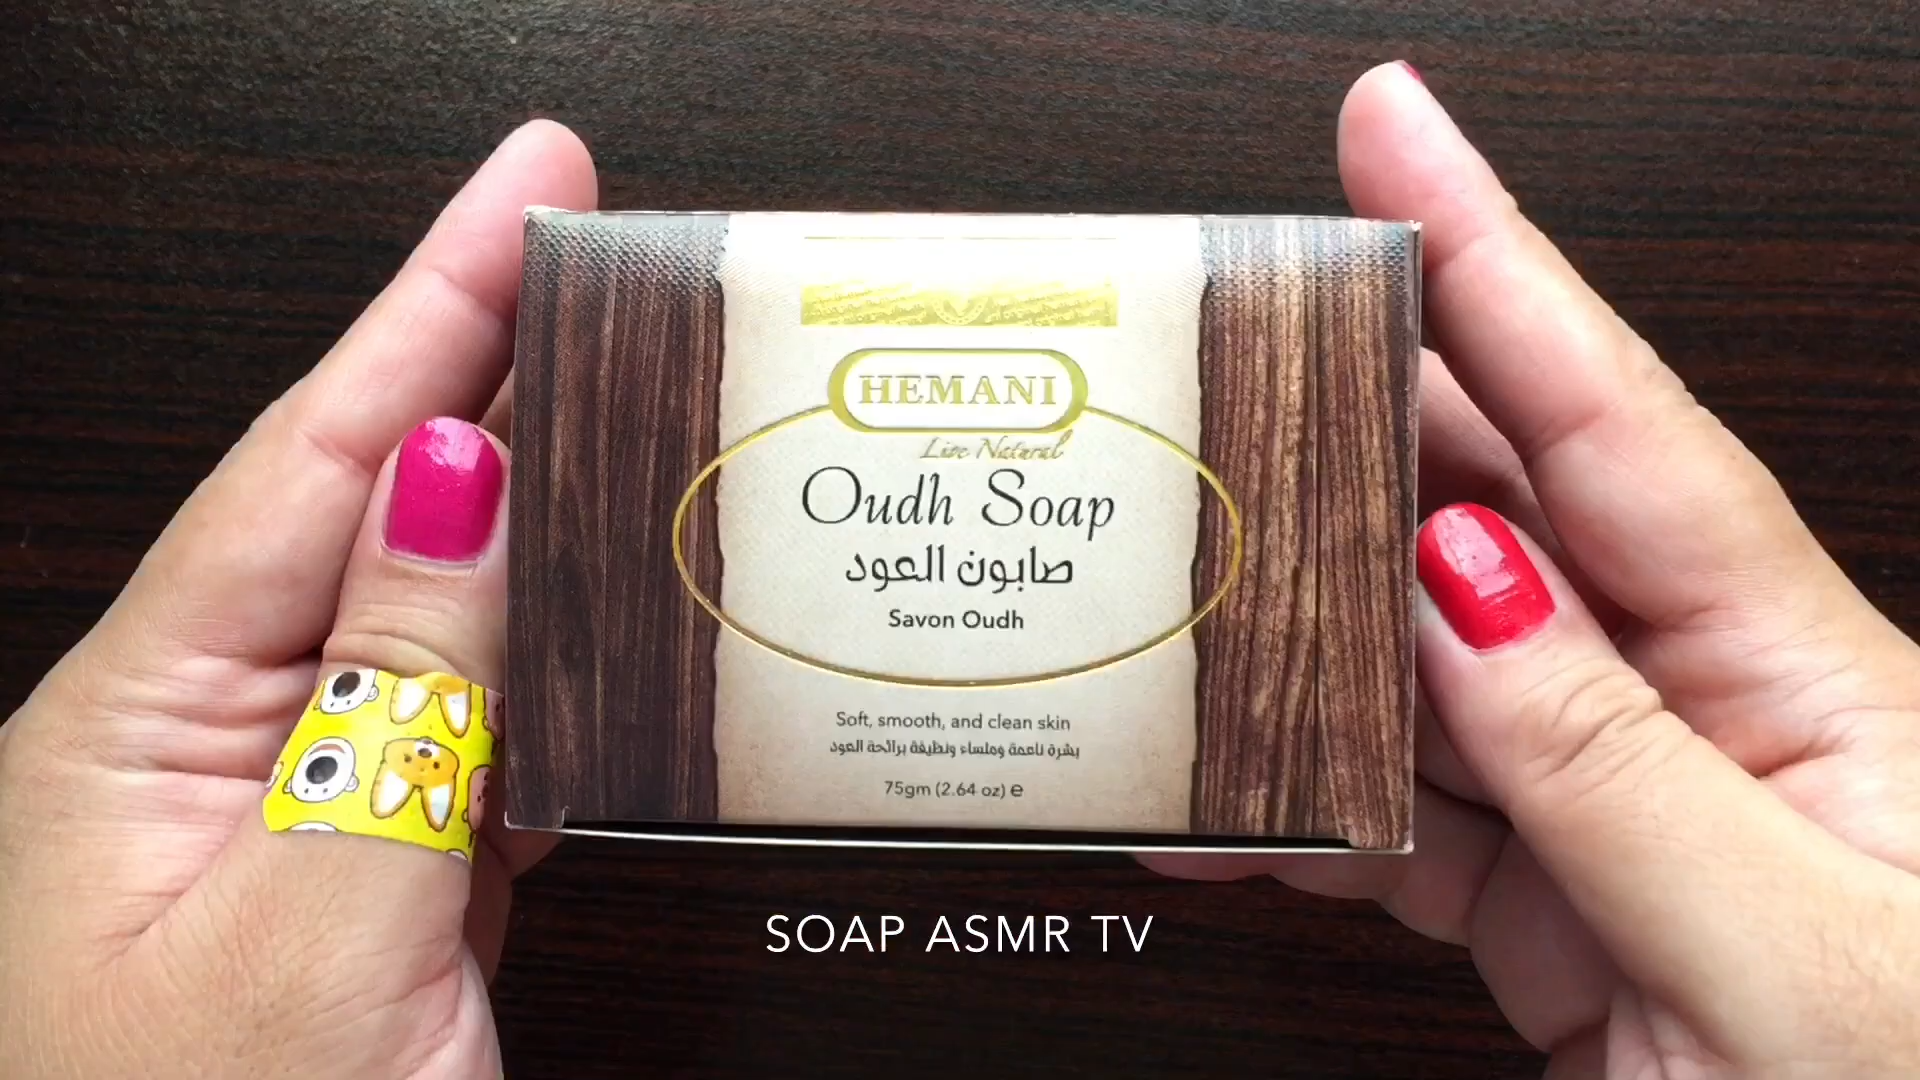 HEMANI
Live Natural
Oudh Soap
صابون العود
Savon Oudh
Soft, smooth, and clean skin
بشرة ناعمة وملساء ونظيفة برائحة العود
75gm (2.64 oz) ℮
SOAP ASMR TV